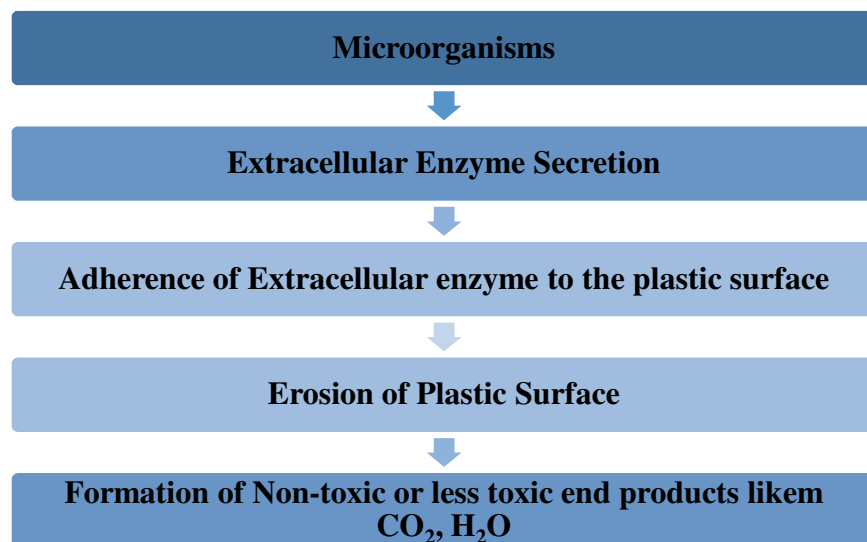 Microorganisms
Extracellular Enzyme Secretion
Adherence of Extracellular enzyme to the plastic surface
Erosion of Plastic Surface
Formation of Non-toxic or less toxic end products likem
CO₂, H₂O